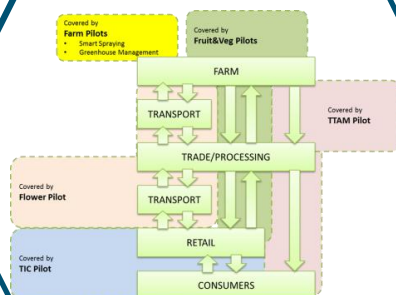 Covered by
Farm Pilots
• Smart Spraying
• Greenhouse Management
Covered by
Fruit&Veg Pilots
FARM
TRANSPORT
Covered by
TTAM Pilot
TRADE/PROCESSING
Covered by
Flower Pilot
TRANSPORT
RETAIL
Covered by
TIC Pilot
CONSUMERS